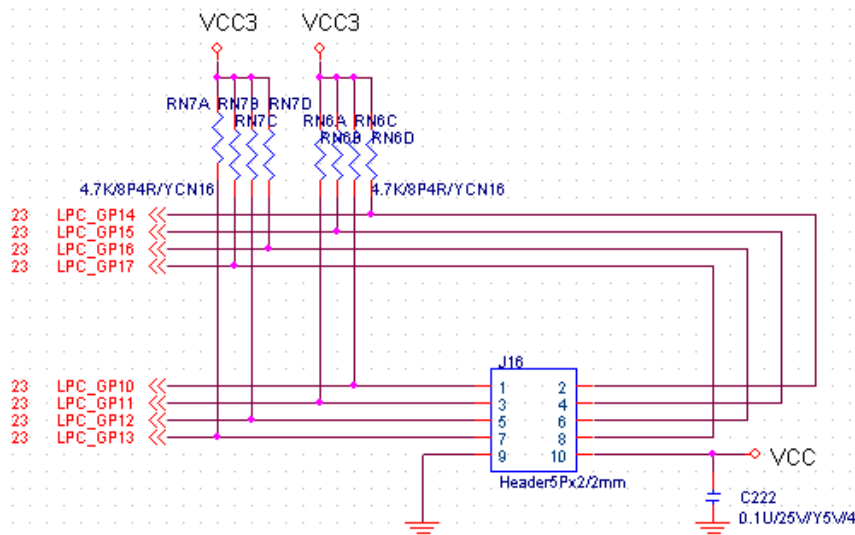 VCC3 VCC3
RN7A RN7B RN7D
RN7C RN6A RN6C
RN6B RN6D
4.7K/8P4R/YCN16 4.7K/8P4R/YCN16
23 LPC_GP14
23 LPC_GP15
23 LPC_GP16
23 LPC_GP17
J16
23 LPC_GP10 1 2
23 LPC_GP11 3 4
23 LPC_GP12 5 6
23 LPC_GP13 7 8
9 10 VCC
Header5Px2/2mm
C222
0.1U/25V/Y5V/4